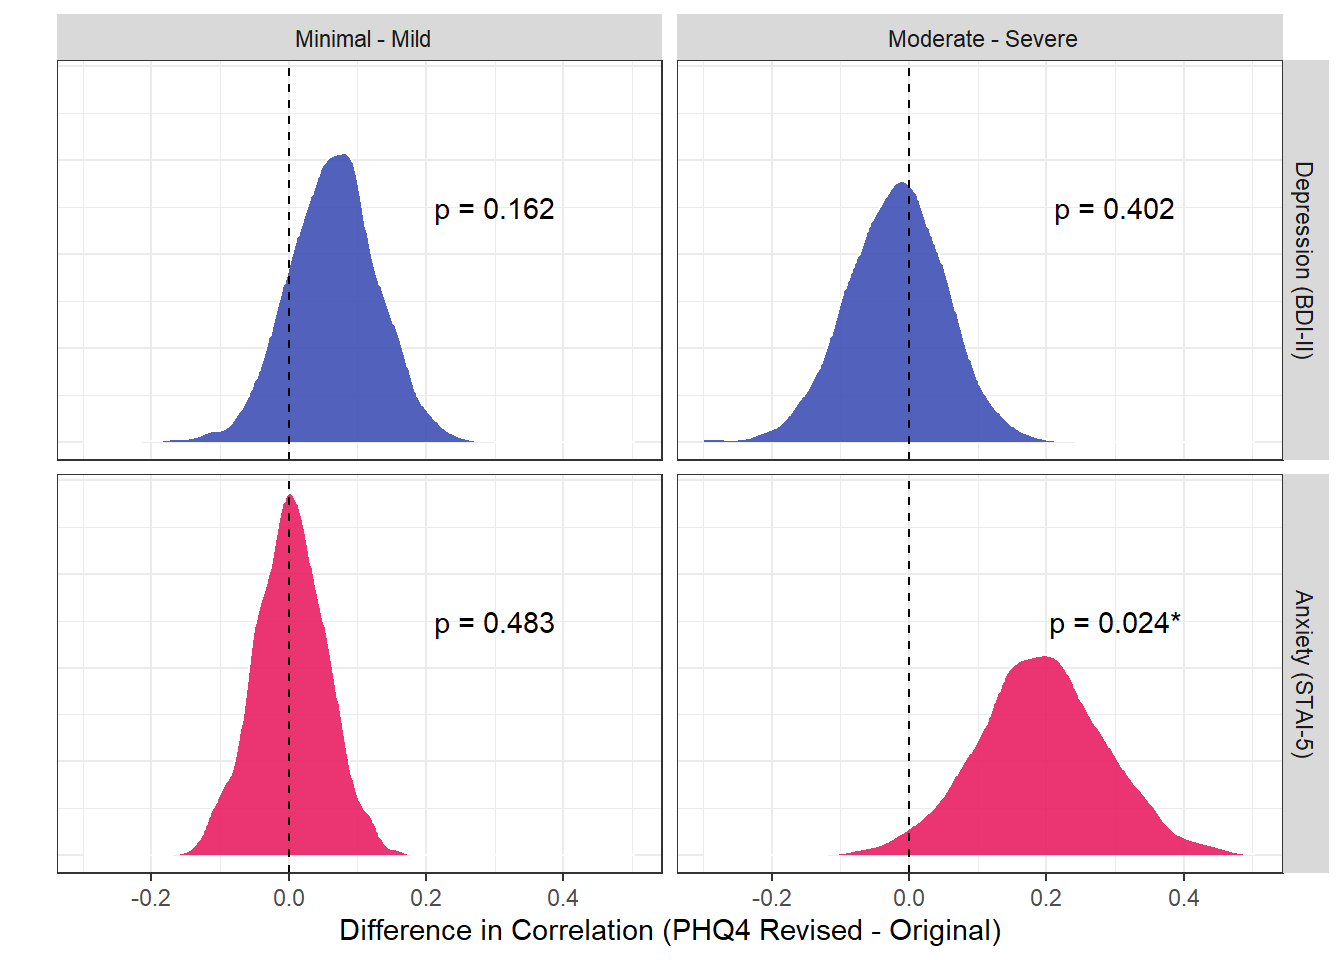 Minimal - Mild
Moderate - Severe
p = 0.162
p = 0.402
Depression (BDI-II)
p = 0.483
p = 0.024*
Anxiety (STAI-5)
-0.2 0.0 0.2 0.4
-0.2 0.0 0.2 0.4
Difference in Correlation (PHQ4 Revised - Original)